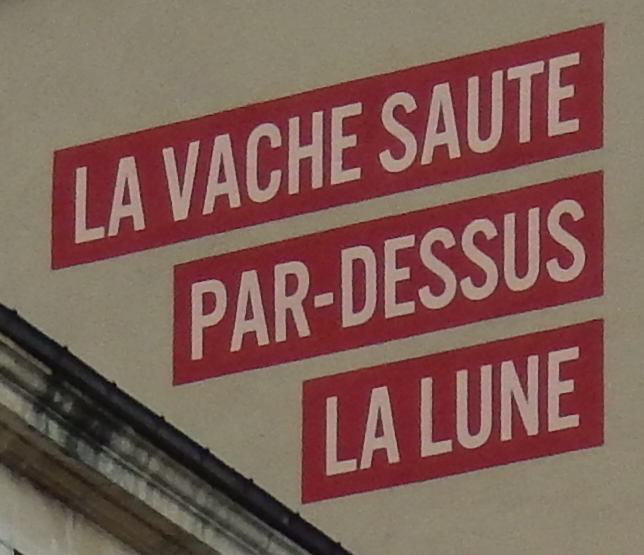 LA VACHE SAUTE
PAR-DESSUS
LA LUNE